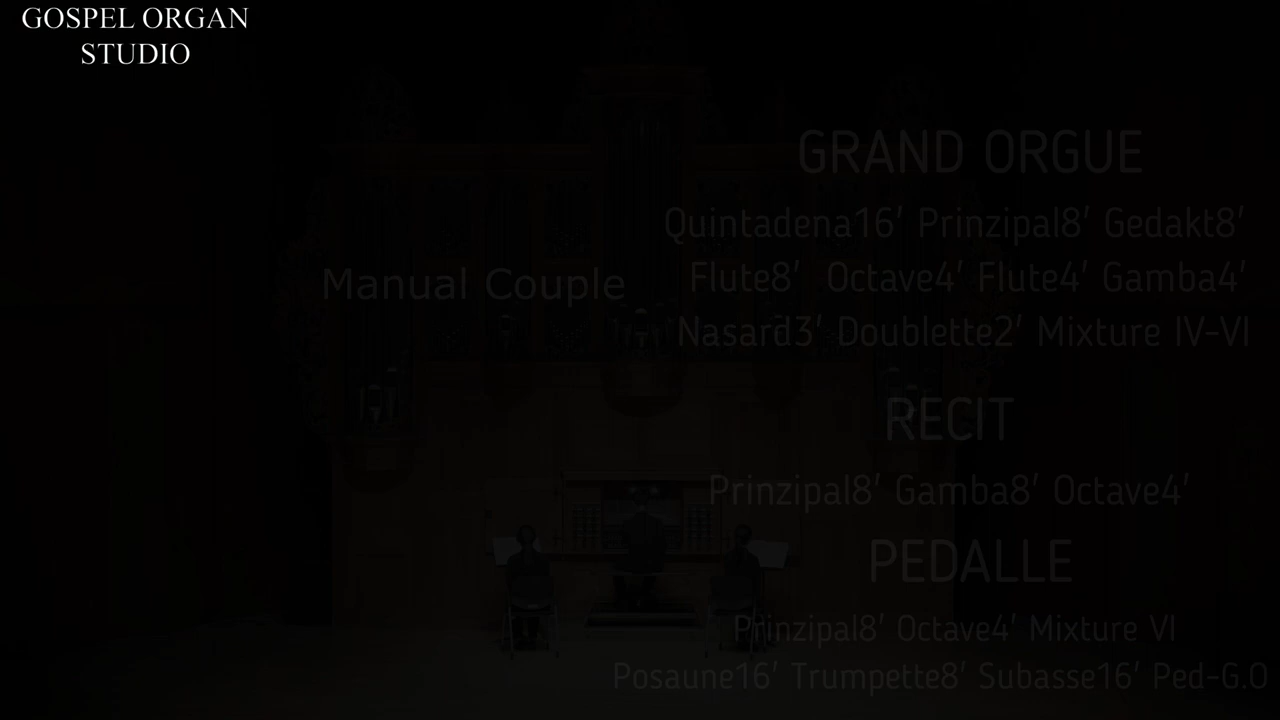 GOSPEL ORGAN
STUDIO
GRAND ORGUE
Quintadena16' Prinzipal8' Gedakt8'
Manual Couple
Flute8' Octave4' Flute4' Gamba4'
Nasard3' Doublette2' Mixture IV-VI
RECIT
Prinzipal8' Gamba8' Octave4'
PEDALLE
Prinzipal8' Octave4' Mixture VI
Posaune16' Trumpette8' Subasse16' Ped-G.O